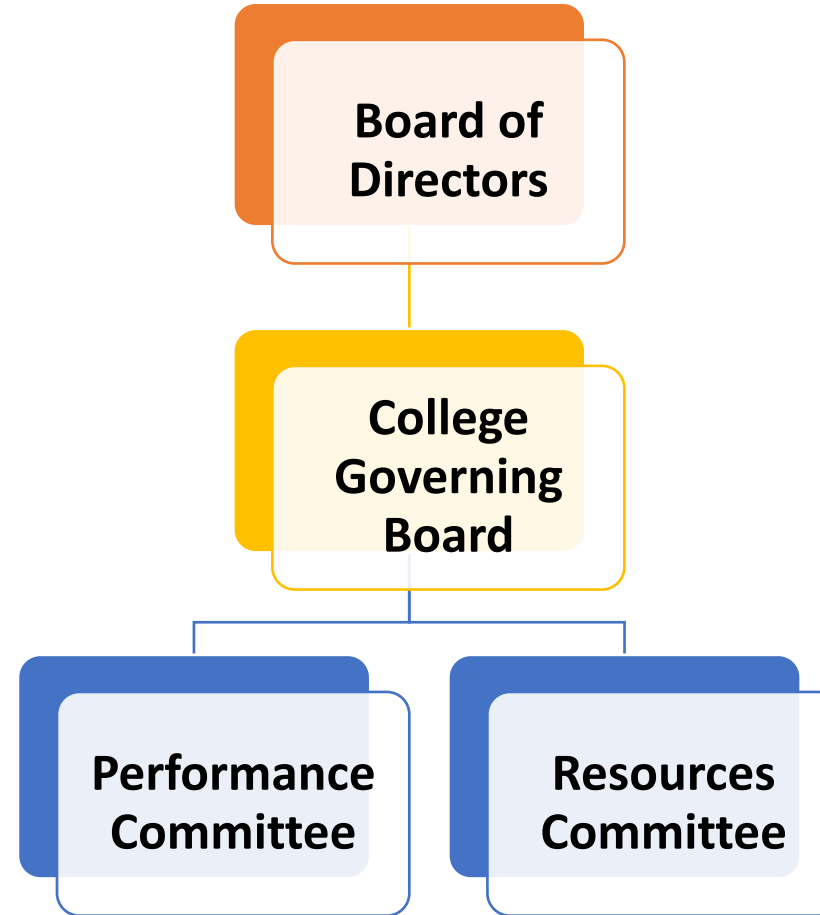 Board of
Directors
College
Governing
Board
Performance
Committee
Resources
Committee